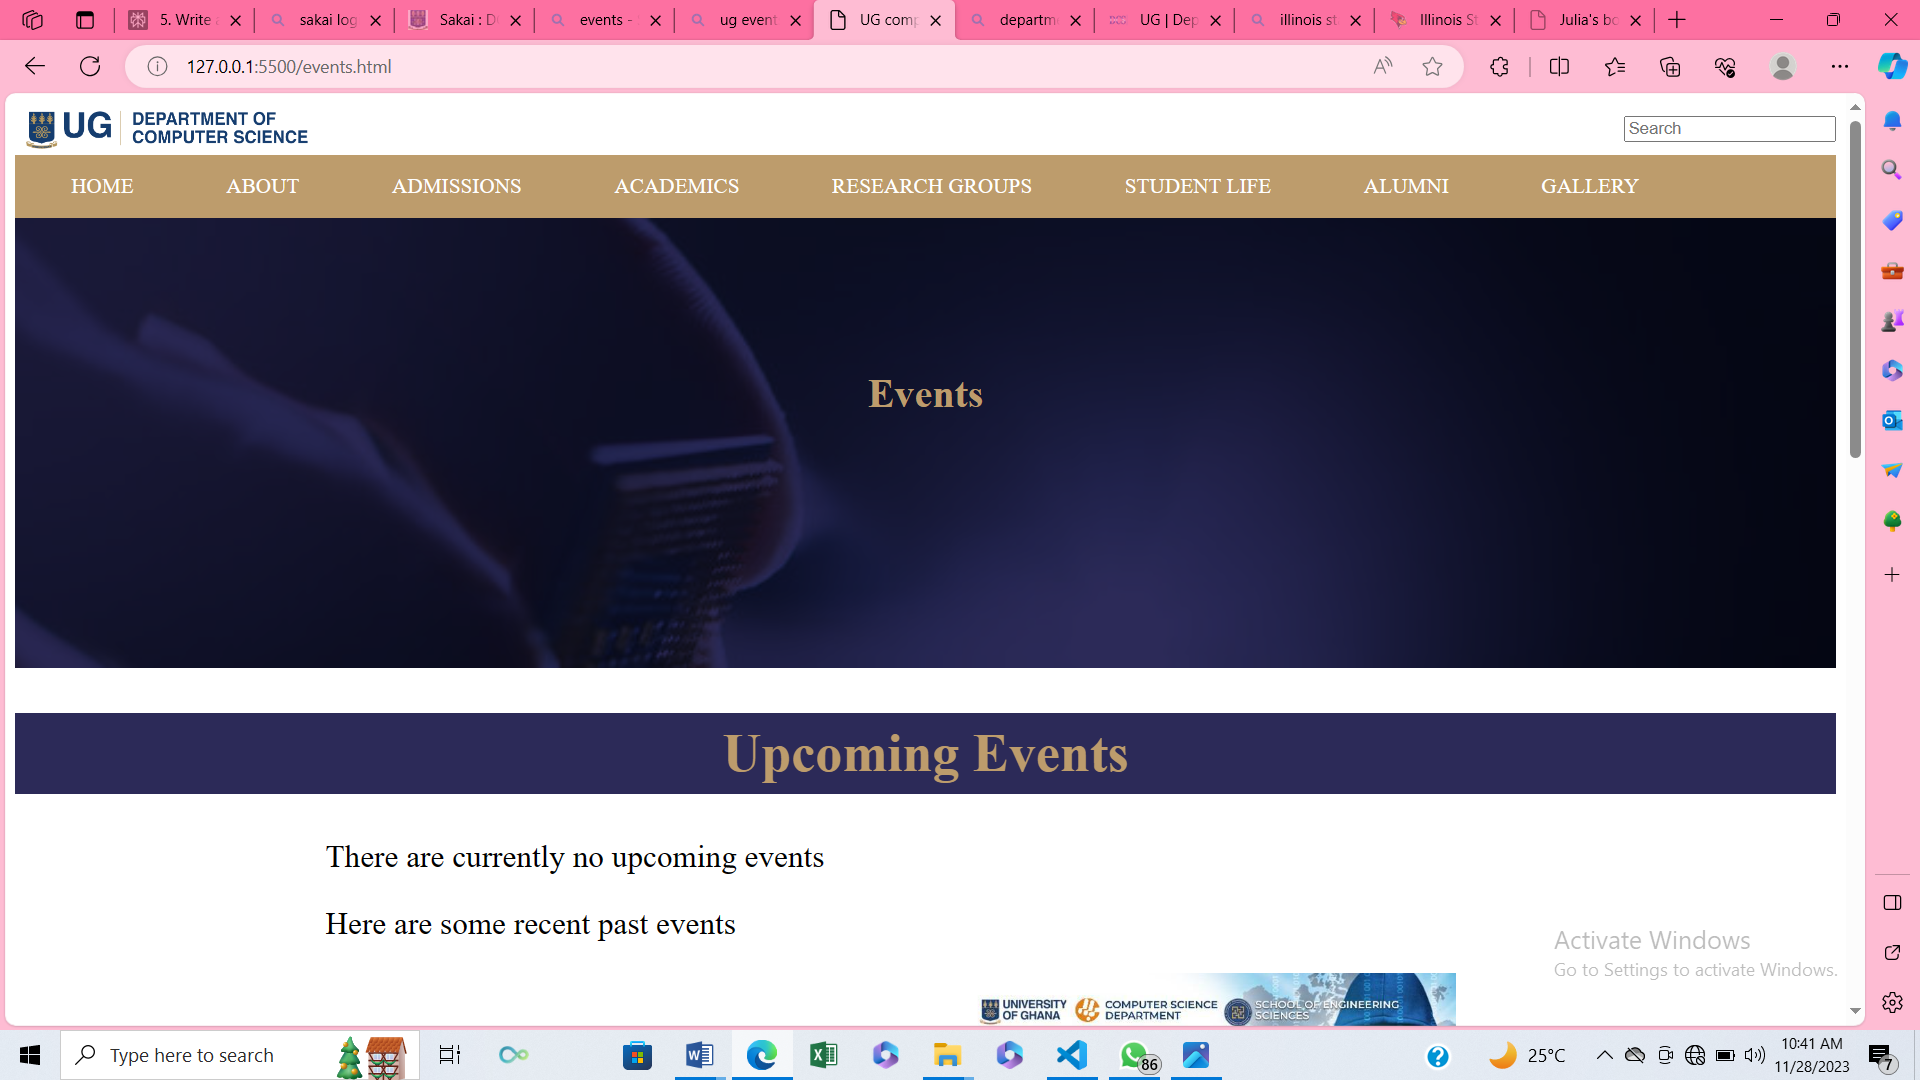 5. Write a
sakai log
Sakai : D
events -
ug event
UG comp
departme
UG | Dep
illinois st
Illinois St
Julia's bo
127.0.0.1:5500/events.html
UG
DEPARTMENT OF
COMPUTER SCIENCE
Search
HOME ABOUT ADMISSIONS ACADEMICS RESEARCH GROUPS STUDENT LIFE ALUMNI GALLERY
Events
Upcoming Events
There are currently no upcoming events
Here are some recent past events
Activate Windows
Go to Settings to activate Windows.
UNIVERSITY
OF GHANA
COMPUTER SCIENCE
DEPARTMENT
SCHOOL OF ENGINEERING
SCIENCES
Type here to search
86
25°C
10:41 AM
11/28/2023
7